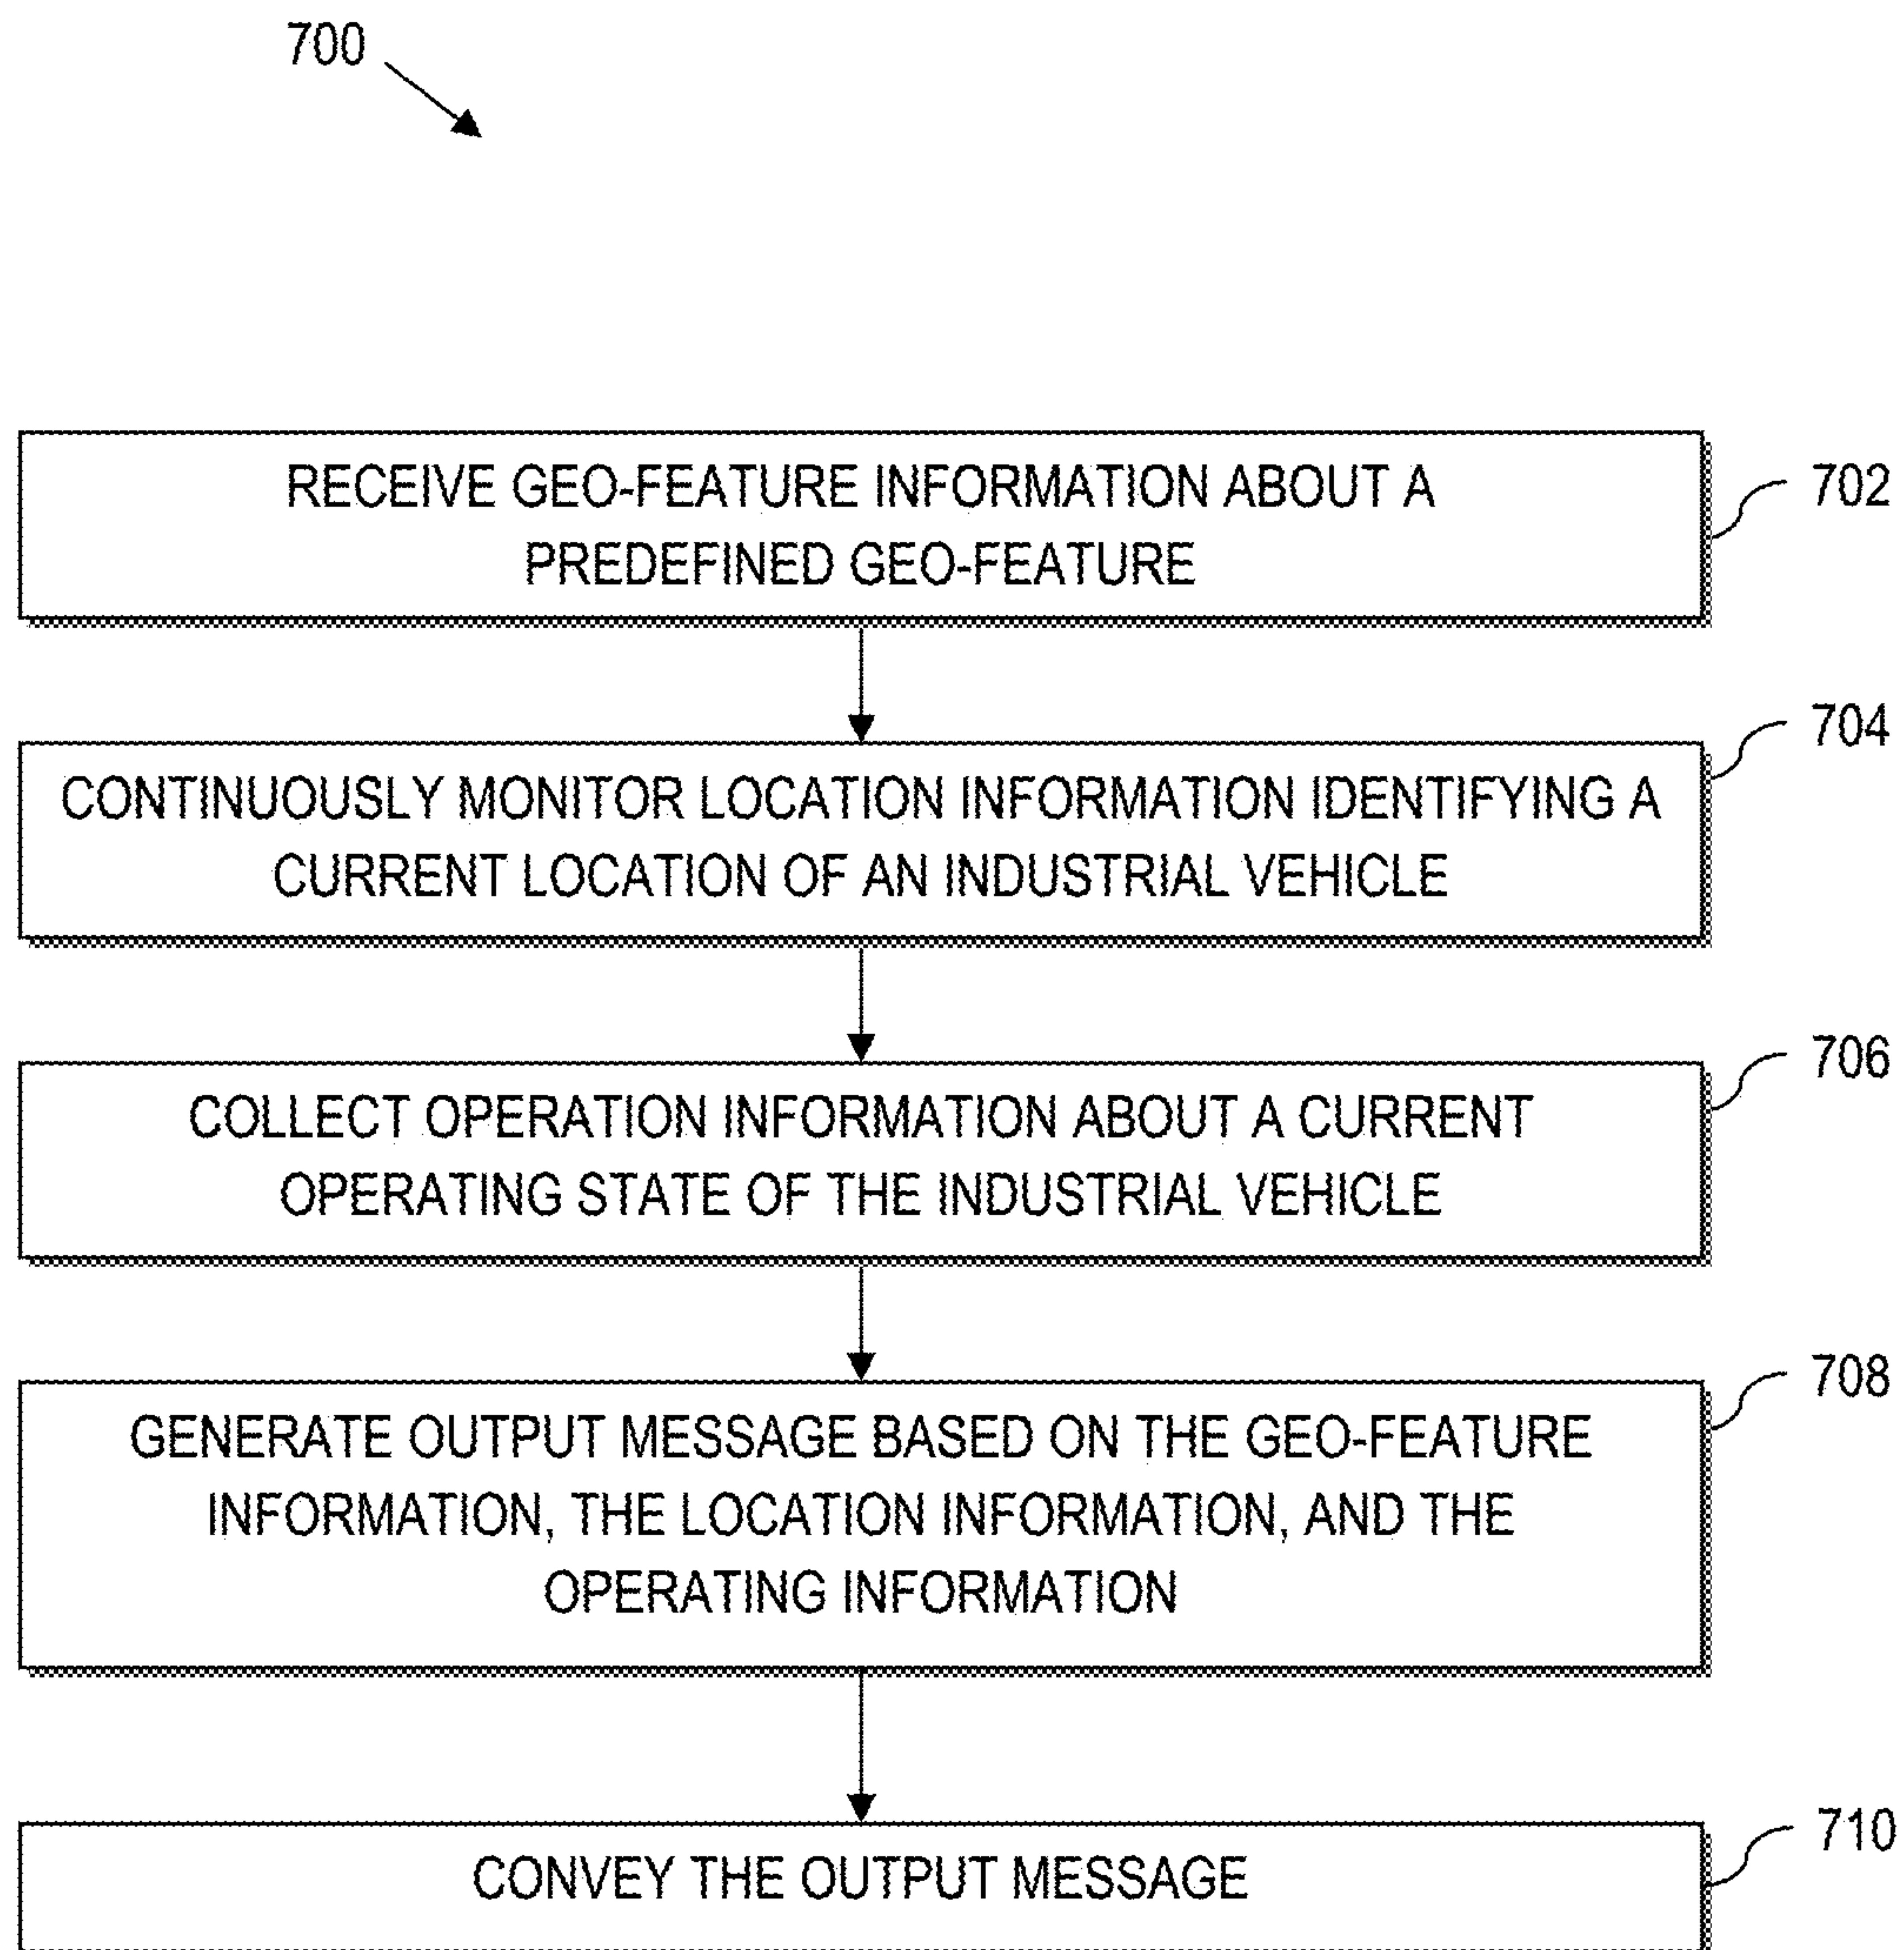 700
RECEIVE GEO-FEATURE INFORMATION ABOUT A
PREDEFINED GEO-FEATURE
702
CONTINUOUSLY MONITOR LOCATION INFORMATION IDENTIFYING A
CURRENT LOCATION OF AN INDUSTRIAL VEHICLE
704
COLLECT OPERATION INFORMATION ABOUT A CURRENT
OPERATING STATE OF THE INDUSTRIAL VEHICLE
706
GENERATE OUTPUT MESSAGE BASED ON THE GEO-FEATURE
INFORMATION, THE LOCATION INFORMATION, AND THE
OPERATING INFORMATION
708
CONVEY THE OUTPUT MESSAGE
710